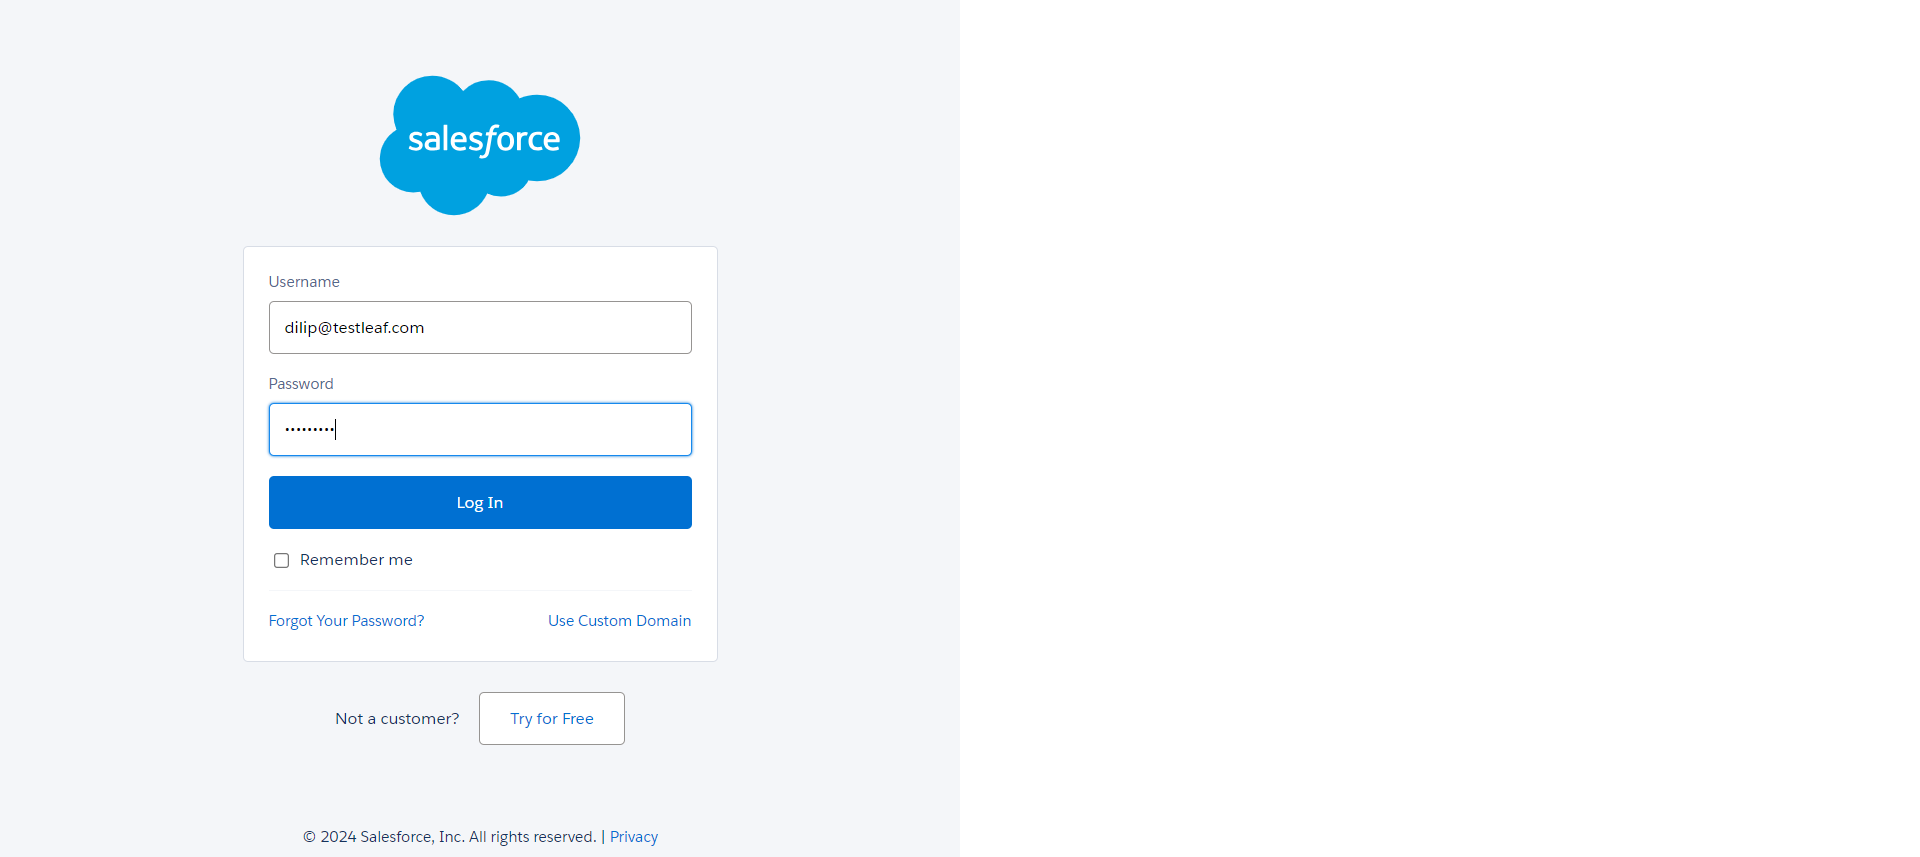 salesforce
Username
dilip@testleaf.com
Password
•••••••••
Log In
Remember me
Forgot Your Password? Use Custom Domain
Not a customer? Try for Free
© 2024 Salesforce, Inc. All rights reserved. | Privacy